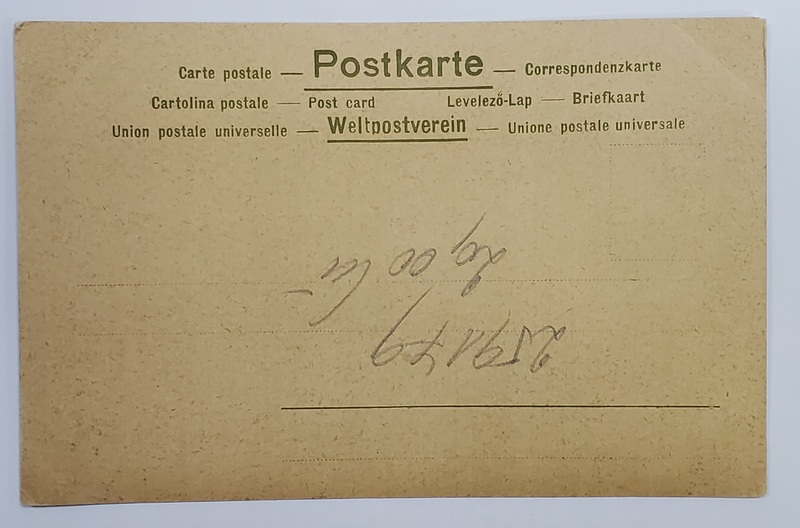 Carte postale — Postkarte — Correspondenzkarte
Cartolina postale — Post card Levelező-Lap — Briefkaart
Union postale universelle — Weltpostverein — Unione postale universale